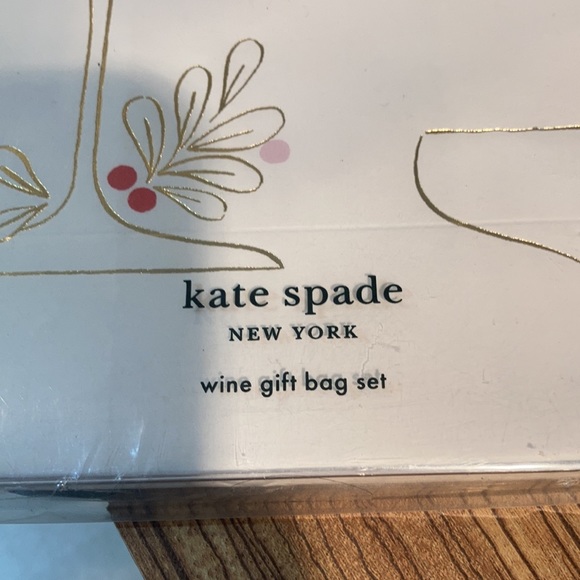 kate spade
NEW YORK
wine gift bag set